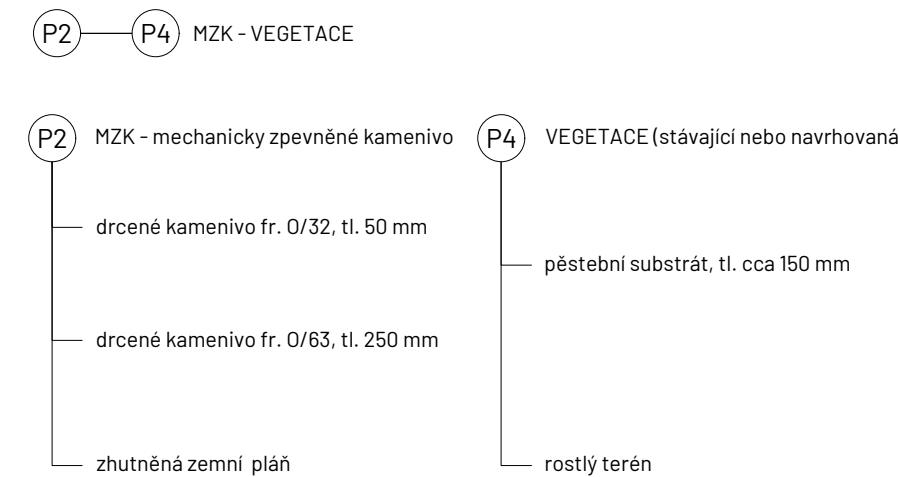 P2 P4 MZK - VEGETACE
P2 MZK - mechanicky zpevněné kamenivo
drcené kamenivo fr. 0/32, tl. 50 mm
drcené kamenivo fr. 0/63, tl. 250 mm
zhutněná zemní pláň
P4 VEGETACE (stávající nebo navrhovaná
pěstební substrát, tl. cca 150 mm
rostlý terén